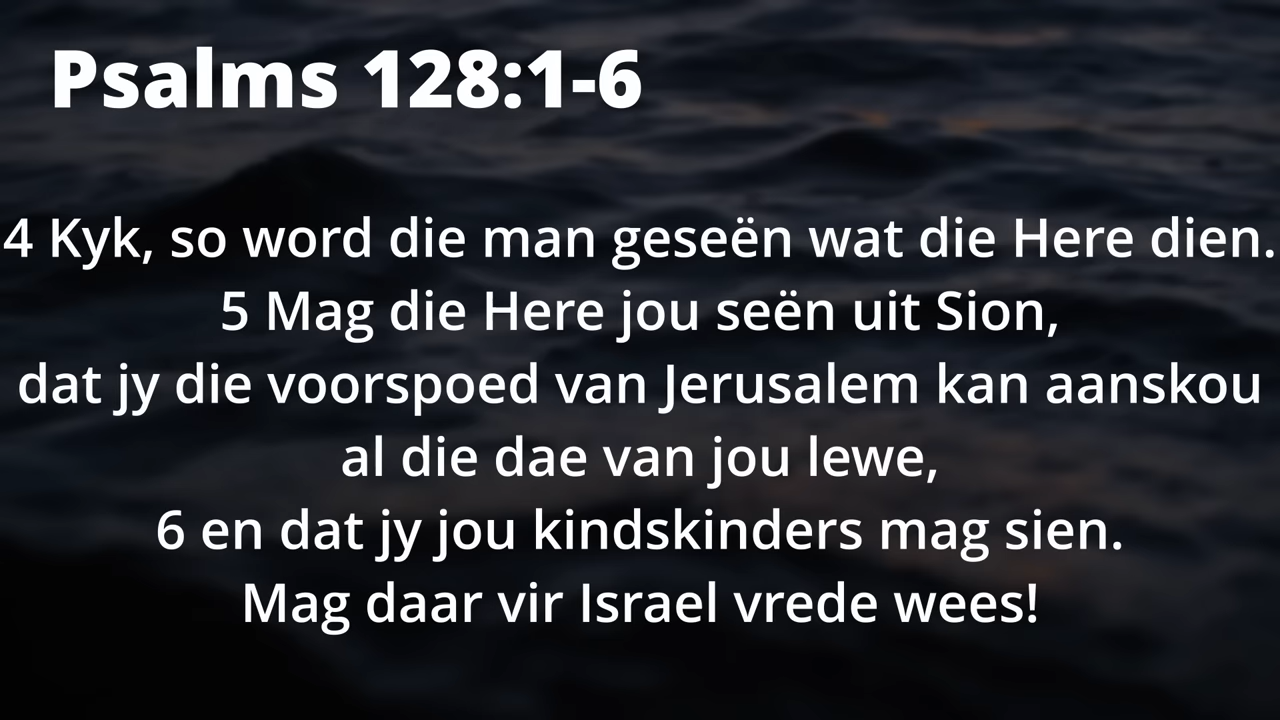 Psalms 128:1-6
4 Kyk, so word die man geseën wat die Here dien.
5 Mag die Here jou seën uit Sion,
dat jy die voorspoed van Jerusalem kan aanskou
al die dae van jou lewe,
6 en dat jy jou kindskinders mag sien.
Mag daar vir Israel vrede wees!